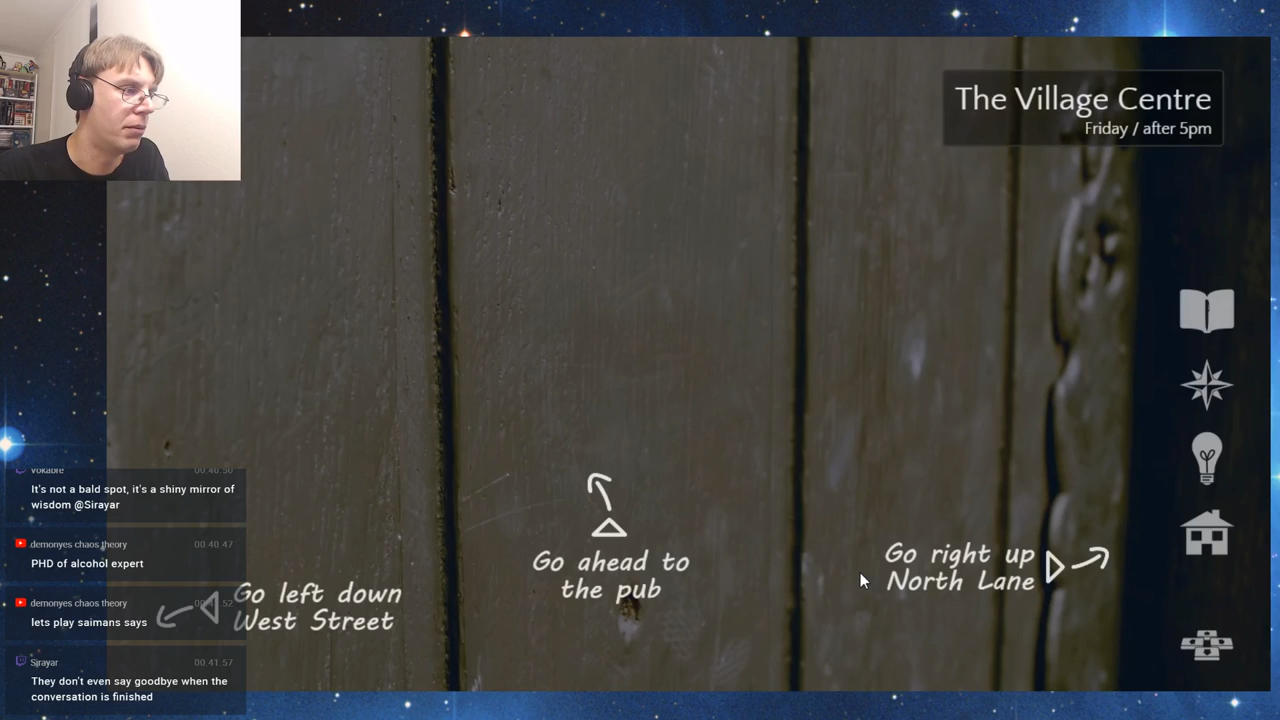 The Village Centre
Friday / after 5pm
Vokabre 00.40.50
It's not a bald spot, it's a shiny mirror of
wisdom @Sirayar
demonyes chaos theory 00.40.47
PHD of alcohol expert
demonyes chaos theory
lets play saimans says
Sirayar 00.41.57
They don't even say goodbye when the
conversation is finished
Go left down
West Street
Go ahead to
the pub
Go right up
North Lane